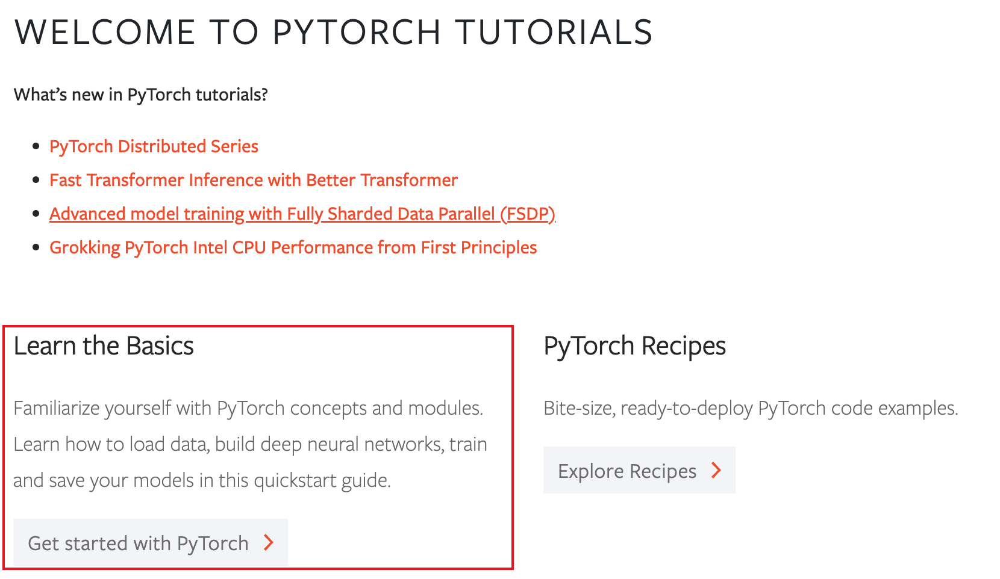 WELCOME TO PYTORCH TUTORIALS
What’s new in PyTorch tutorials?
PyTorch Distributed Series
Fast Transformer Inference with Better Transformer
Advanced model training with Fully Sharded Data Parallel (FSDP)
Grokking PyTorch Intel CPU Performance from First Principles
Learn the Basics
Familiarize yourself with PyTorch concepts and modules.
Learn how to load data, build deep neural networks, train
and save your models in this quickstart guide.
Get started with PyTorch
PyTorch Recipes
Bite-size, ready-to-deploy PyTorch code examples.
Explore Recipes